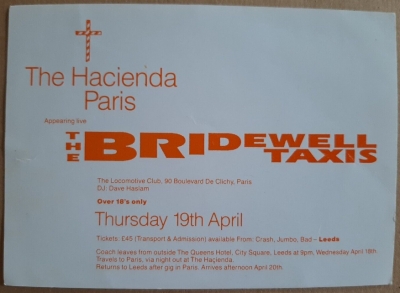 The Hacienda
Paris
Appearing live
THE BRIDEWELL
TAXIS
The Locomotive Club, 90 Boulevard De Clichy, Paris
DJ: Dave Haslam
Over 18's only
Thursday 19th April
Tickets: £45 (Transport & Admission) available From: Crash, Jumbo, Bad – Leeds
Coach leaves from outside The Queens Hotel, City Square, Leeds at 9pm, Wednesday April 18th.
Travels to Paris, via night out at The Haçienda.
Returns to Leeds after gig in Paris: Arrives afternoon April 20th.